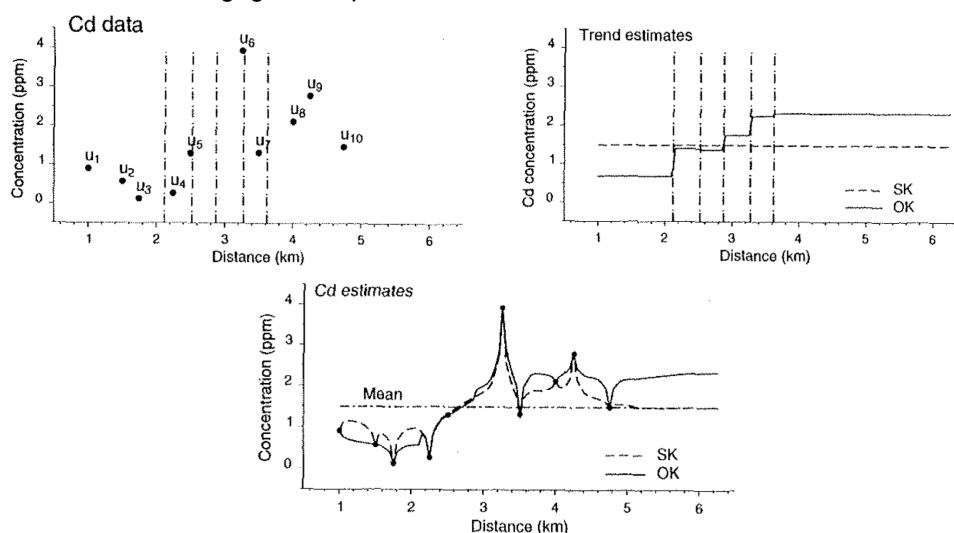 Cd data
Concentration (ppm)
4
3
2
1
0
u1
u2
u3
u4
u5
u6
u7
u8
u9
u10
1 2 3 4 5 6
Distance (km)
Trend estimates
Cd concentration (ppm)
4
3
2
1
0
SK
OK
1 2 3 4 5 6
Distance (km)
Cd estimates
Concentration (ppm)
4
3
2
1
0
Mean
SK
OK
1 2 3 4 5 6
Distance (km)